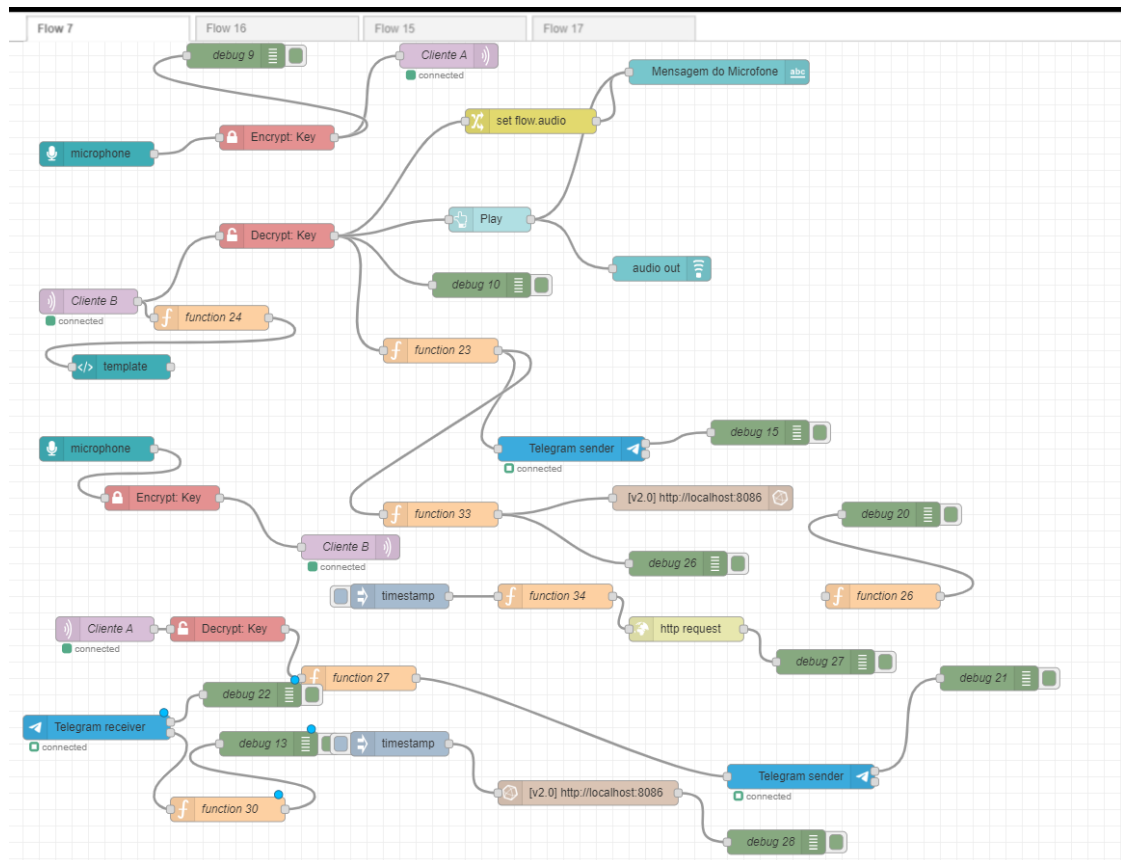 Flow 7
Flow 16
Flow 15
Flow 17
debug 9
Cliente A
connected
Mensagem do Microfone
abc
set flow.audio
Encrypt: Key
microphone
Play
Decrypt: Key
audio out
debug 10
Cliente B
connected
function 24
function 23
template
debug 15
microphone
Telegram sender
connected
Encrypt: Key
[v2.0] http://localhost:8086
function 33
debug 20
Cliente B
connected
debug 26
timestamp
function 34
function 26
Cliente A
connected
Decrypt: Key
http request
debug 27
function 27
debug 21
debug 22
Telegram receiver
connected
debug 13
timestamp
Telegram sender
connected
[v2.0] http://localhost:8086
function 30
debug 28